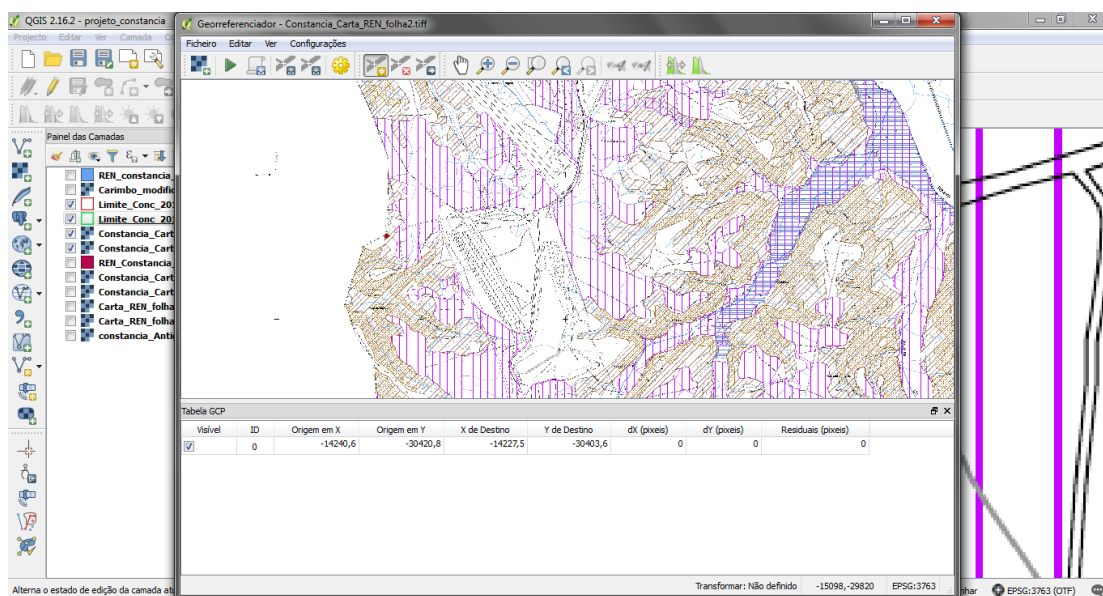 QGIS 2.16.2 - projeto_constancia
Projecto Editar Ver Camada
Georreferenciador - Constancia_Carta_REN_folha2.tiff
Ficheiro Editar Ver Configurações
Painel das Camadas
REN_constancia_
Carimbo_modific
Limite_Conc_201
Limite_Conc_201
Constancia_Cart
Constancia_Cart
REN_Constancia_
Constancia_Cart
Constancia_Cart
Carta_REN_folha
Carta_REN_folha
constancia_Antig
Tabela GCP
Visível ID Origem em X Origem em Y X de Destino Y de Destino dX (pixeis) dY (pixeis) Residuais (pixeis)
0 -14240,6 -30420,8 -14227,5 -30403,6 0 0 0
Transformar: Não definido -15098,-29820 EPSG:3763
Alterna o estado de edição da camada atu
har EPSG:3763 (OTF)